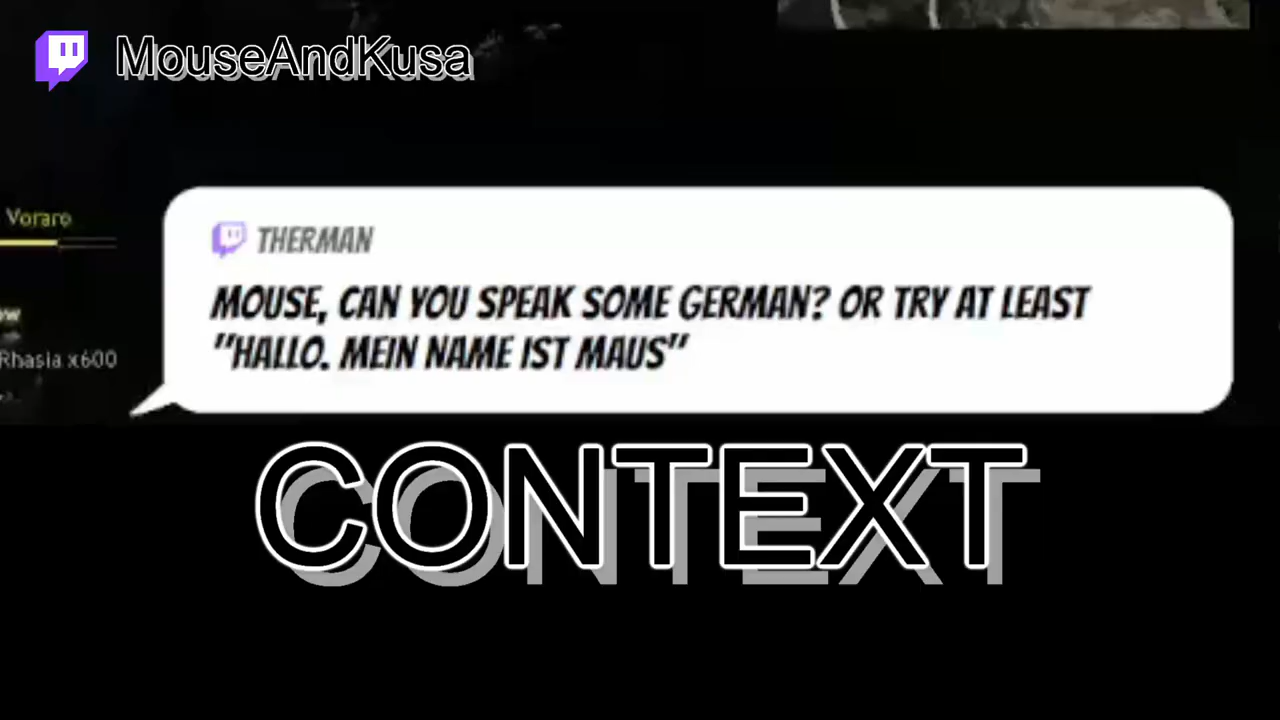 MouseAndKusa
Voraro
THERMAN
MOUSE, CAN YOU SPEAK SOME GERMAN? OR TRY AT LEAST
"HALLO. MEIN NAME IST MAUS"
Rhasia x600
CONTEXT